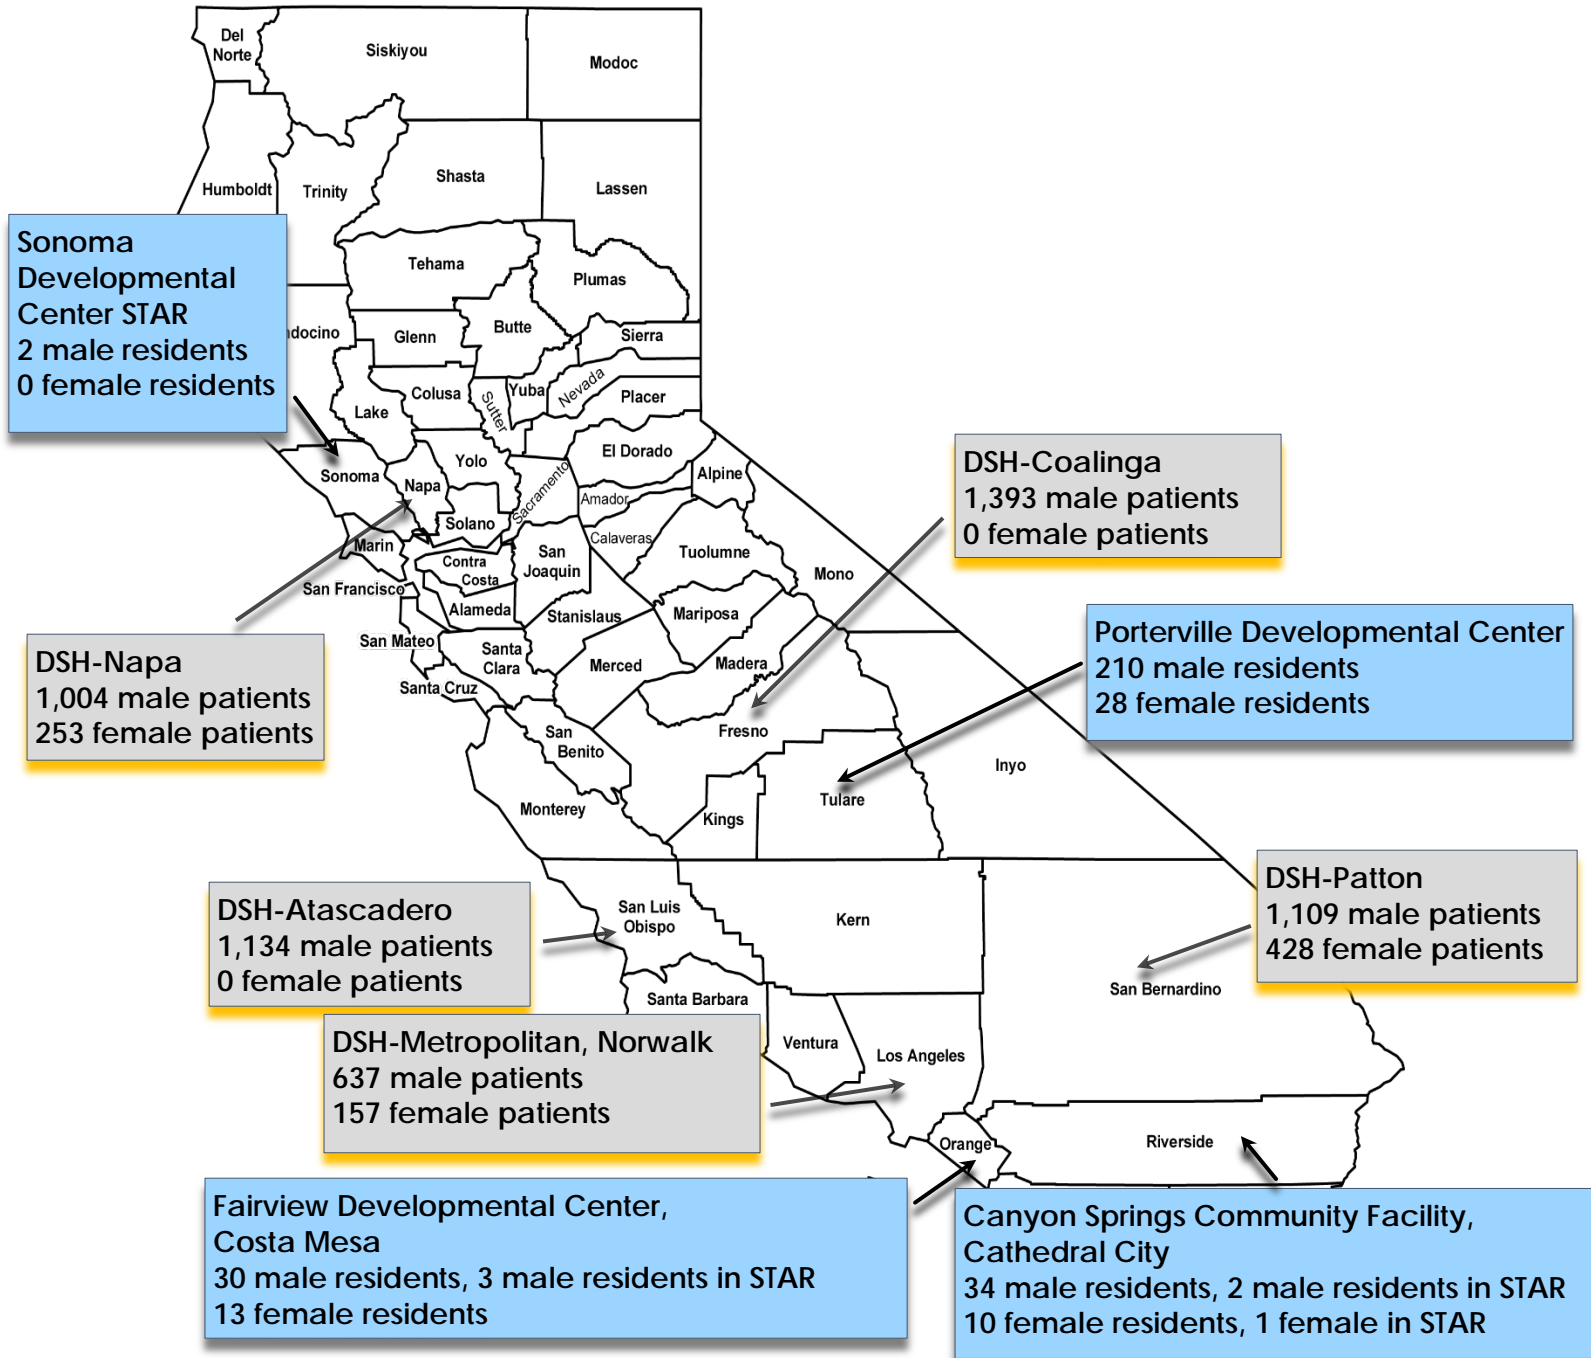 Del
Norte
Siskiyou
Modoc
Humboldt
Trinity
Shasta
Lassen
Sonoma
Developmental
Center STAR
2 male residents
0 female residents
Tehama
Plumas
ndocino
Glenn
Butte
Sierra
Colusa
Sutter
Yuba
Nevada
Placer
Lake
El Dorado
Yolo
Sonoma
Napa
Sacramento
Alpine
Amador
Solano
Calaveras
DSH-Coalinga
1,393 male patients
0 female patients
Marin
Contra
Costa
San
Joaquin
Tuolumne
Mono
San Francisco
Alameda
Stanislaus
Mariposa
San Mateo
Santa
Clara
Merced
Madera
Santa Cruz
DSH-Napa
1,004 male patients
253 female patients
Porterville Developmental Center
210 male residents
28 female residents
San
Benito
Fresno
Inyo
Monterey
Kings
Tulare
DSH-Atascadero
1,134 male patients
0 female patients
San Luis
Obispo
Kern
DSH-Patton
1,109 male patients
428 female patients
San Bernardino
Santa Barbara
DSH-Metropolitan, Norwalk
637 male patients
157 female patients
Ventura
Los Angeles
Orange
Riverside
Fairview Developmental Center,
Costa Mesa
30 male residents, 3 male residents in STAR
13 female residents
Canyon Springs Community Facility,
Cathedral City
34 male residents, 2 male residents in STAR
10 female residents, 1 female in STAR